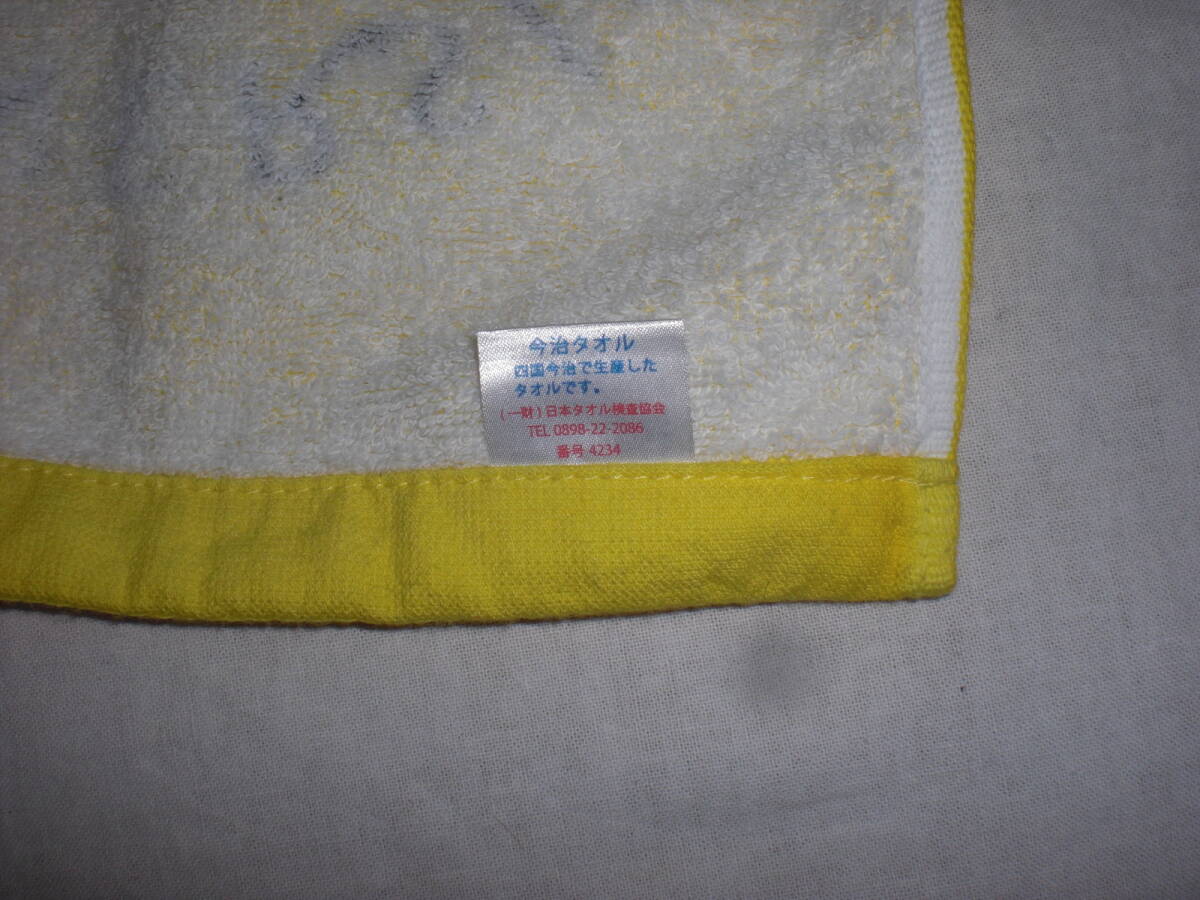 今治タオル
四国今治で生産した
タオルです。
(一財)日本タオル検査協会
TEL 0898-22-2086
番号 4234